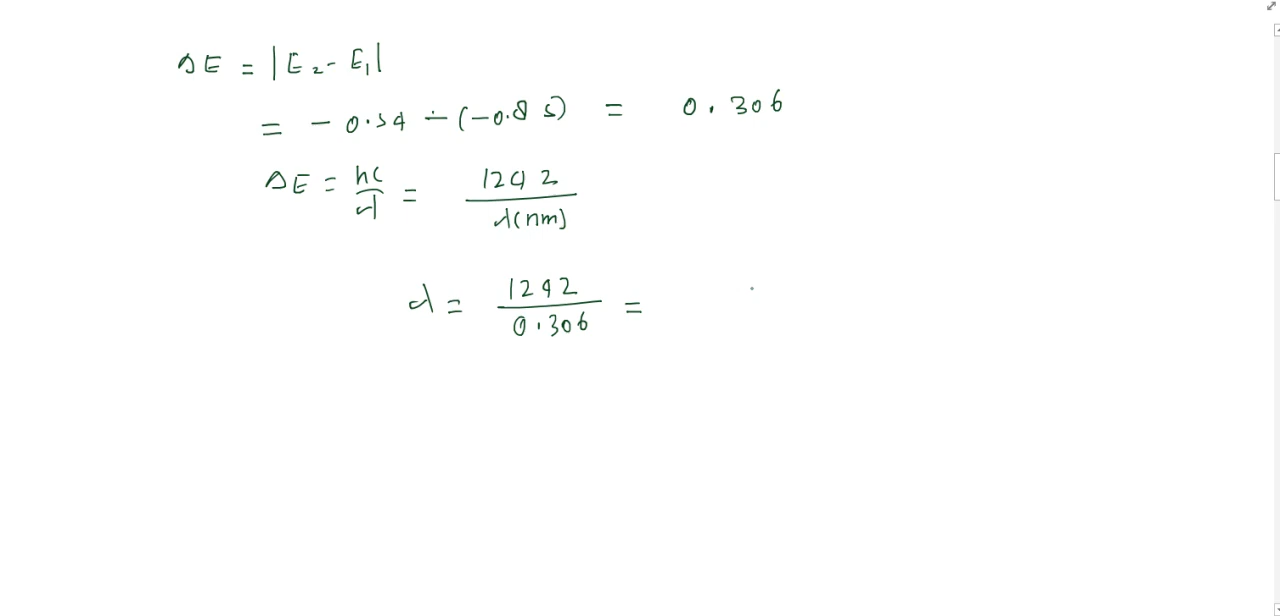 ΔE = |E₂ - E₁|
= - 0.54 - (-0.85) = 0.306
ΔE = hc/λ = 1242/λ(nm)
λ = 1242/0.306 =